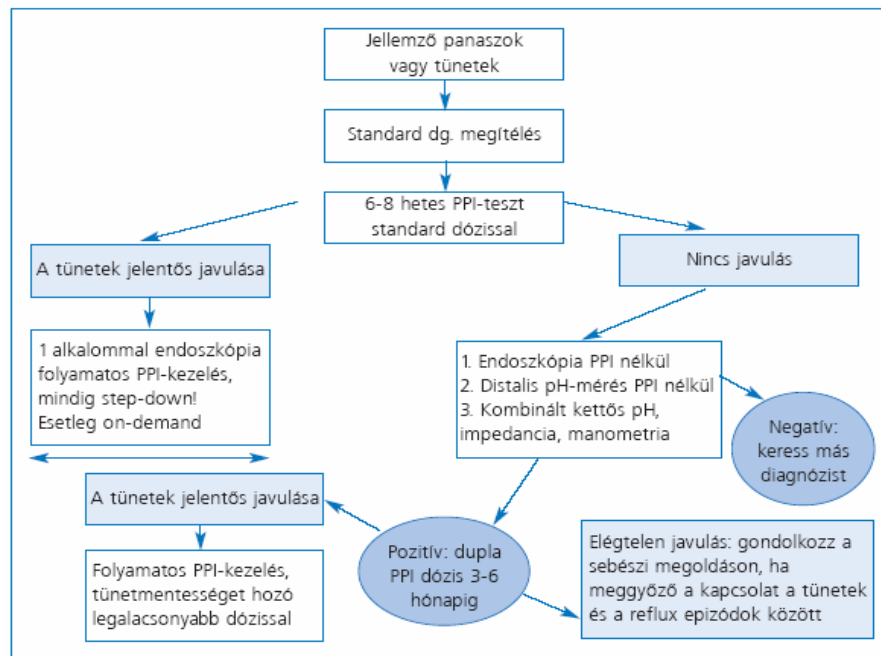 Jellemző panaszok
vagy tünetek
Standard dg. megítélés
6-8 hetes PPI-teszt
standard dózissal
A tünetek jelentős javulása
Nincs javulás
1 alkalommal endoszkópia
folyamatos PPI-kezelés,
mindig step-down!
Esetleg on-demand
1. Endoszkópia PPI nélkül
2. Distalis pH-mérés PPI nélkül
3. Kombinált kettős pH,
impedancia, manometria
Negatív:
keress más
diagnózist
A tünetek jelentős javulása
Pozitív: dupla
PPI dózis 3-6
hónapig
Elégtelen javulás: gondolkozz a
sebészi megoldáson, ha
meggyőző a kapcsolat a tünetek
és a reflux epizódok között
Folyamatos PPI-kezelés,
tünetmentességet hozó
legalacsonyabb dózissal